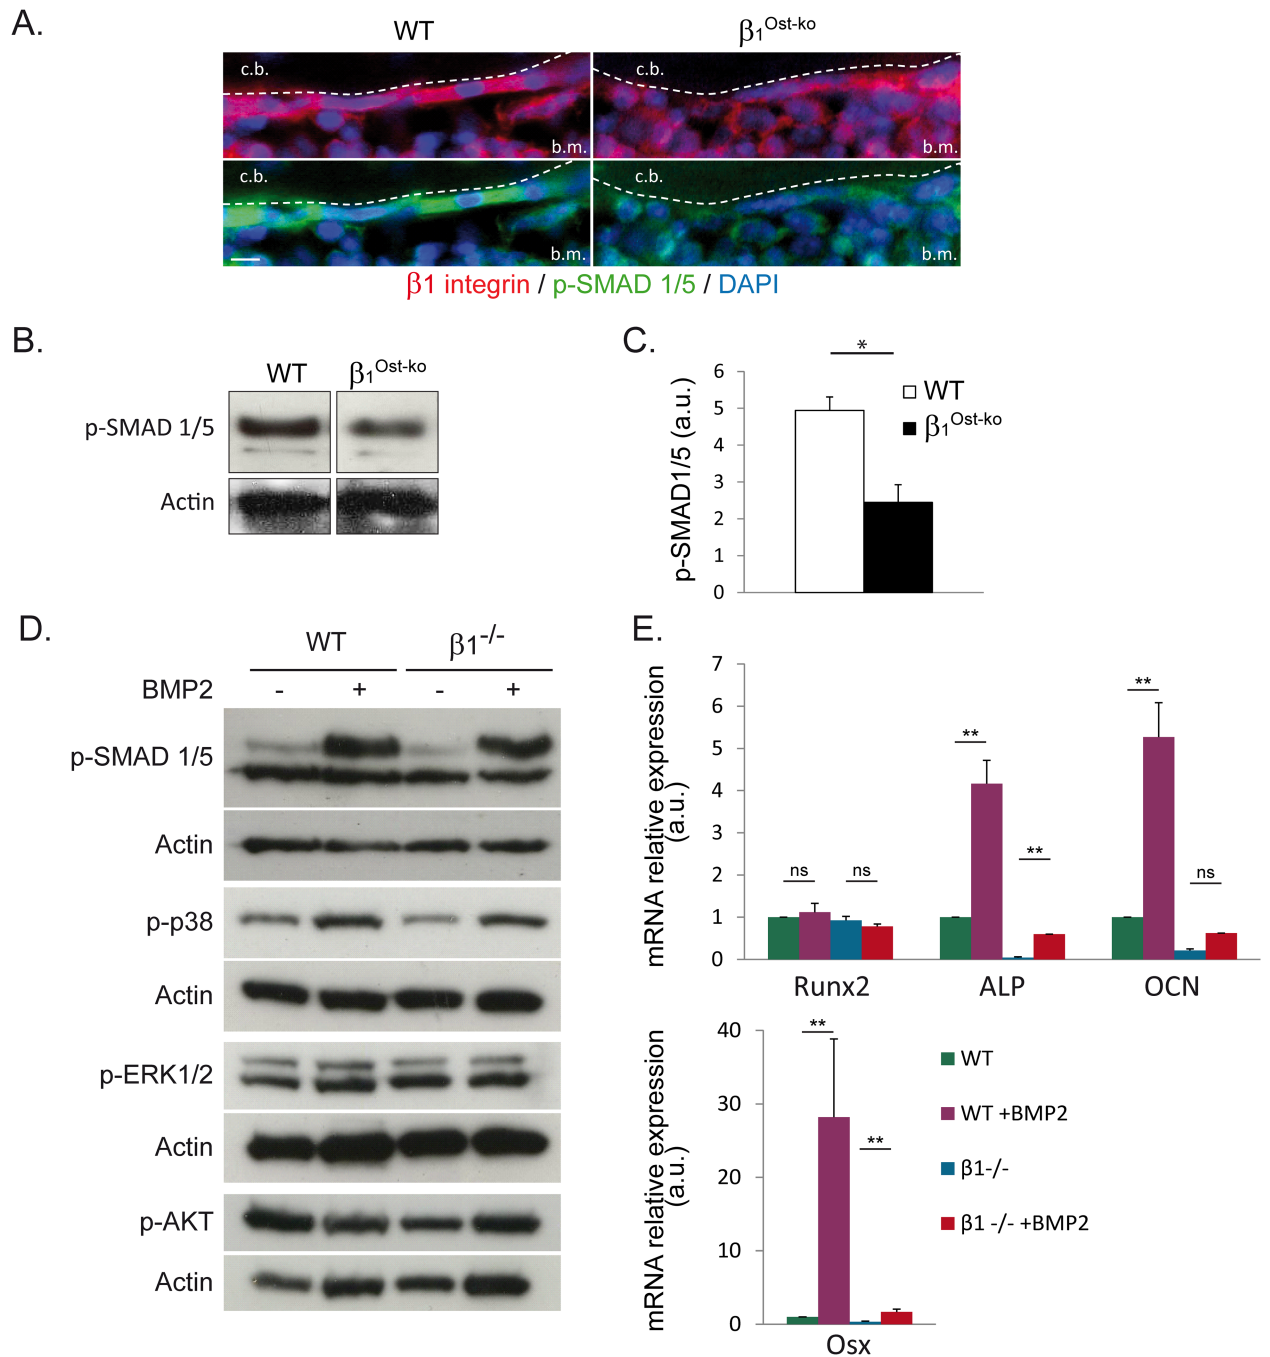 A.
WT
β1Ost-ko
c.b.
c.b.
b.m.
b.m.
c.b.
c.b.
b.m.
b.m.
β1 integrin / p-SMAD 1/5 / DAPI
B.
WT
β1Ost-ko
p-SMAD 1/5
Actin
C.
*
p-SMAD1/5 (a.u.)
6
5
4
3
2
1
0
WT
β1Ost-ko
D.
WT
β1-/-
BMP2
-
+
-
+
p-SMAD 1/5
Actin
p-p38
Actin
p-ERK1/2
Actin
p-AKT
Actin
E.
mRNA relative expression
(a.u.)
7
6
5
4
3
2
1
0
ns
ns
**
**
**
ns
Runx2
ALP
OCN
mRNA relative expression
(a.u.)
40
30
20
10
0
**
**
Osx
WT
WT +BMP2
β1-/-
β1 -/- +BMP2